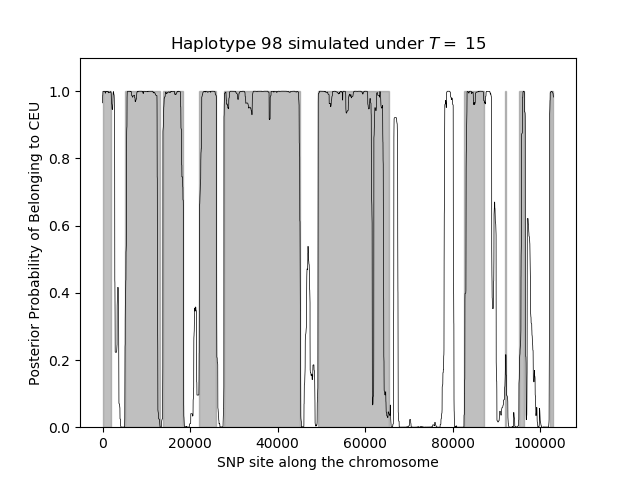 Haplotype 98 simulated under T = 15
Posterior Probability of Belonging to CEU
1.0
0.8
0.6
0.4
0.2
0.0
0 20000 40000 60000 80000 100000
SNP site along the chromosome